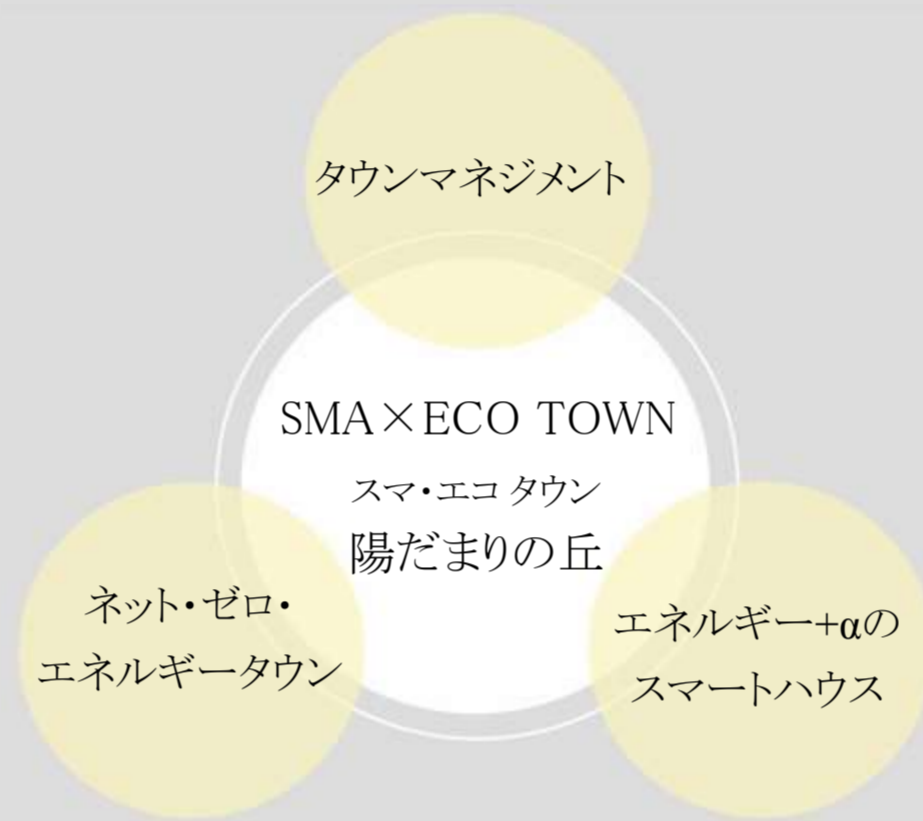 タウンマネジメント
SMA×ECO TOWN
スマ・エコ タウン
陽だまりの丘
ネット・ゼロ・
エネルギータウン
エネルギー+αの
スマートハウス